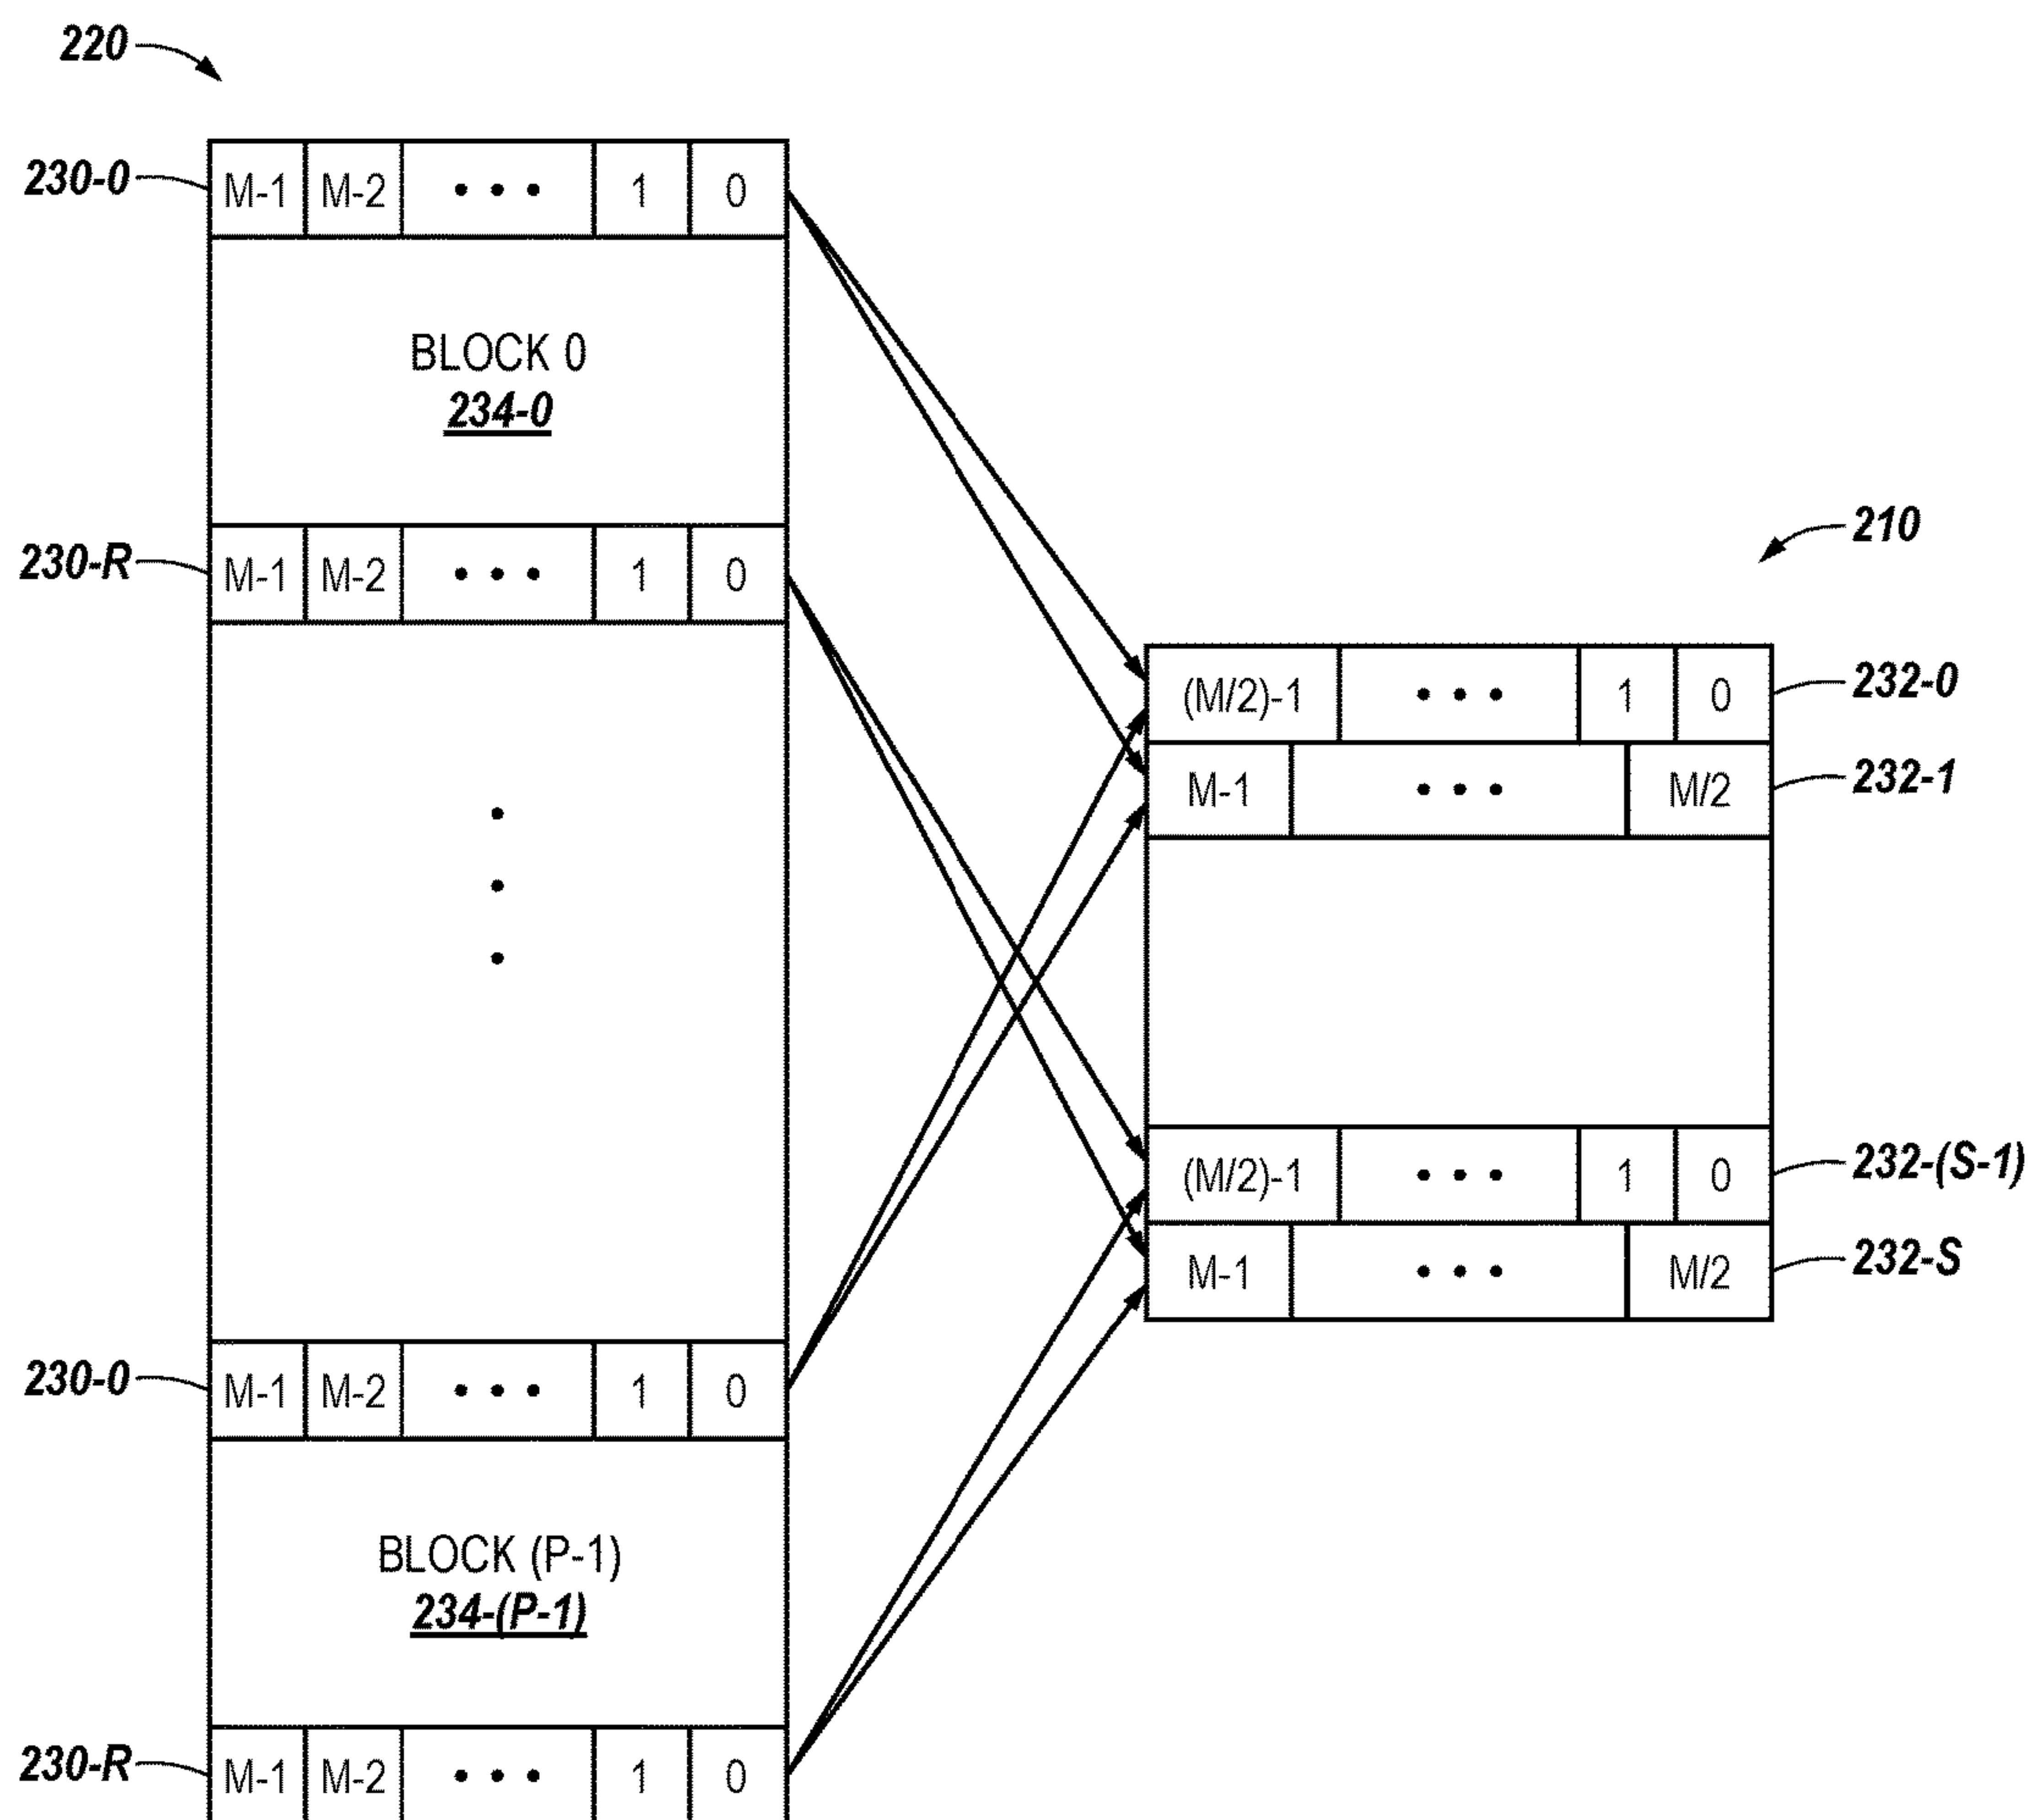 220
230-0 M-1 M-2 • • • 1 0
BLOCK 0
234-0
230-R M-1 M-2 • • • 1 0
•
•
•
230-0 M-1 M-2 • • • 1 0
BLOCK (P-1)
234-(P-1)
230-R M-1 M-2 • • • 1 0
210
(M/2)-1 • • • 1 0 232-0
M-1 • • • M/2 232-1
(M/2)-1 • • • 1 0 232-(S-1)
M-1 • • • M/2 232-S